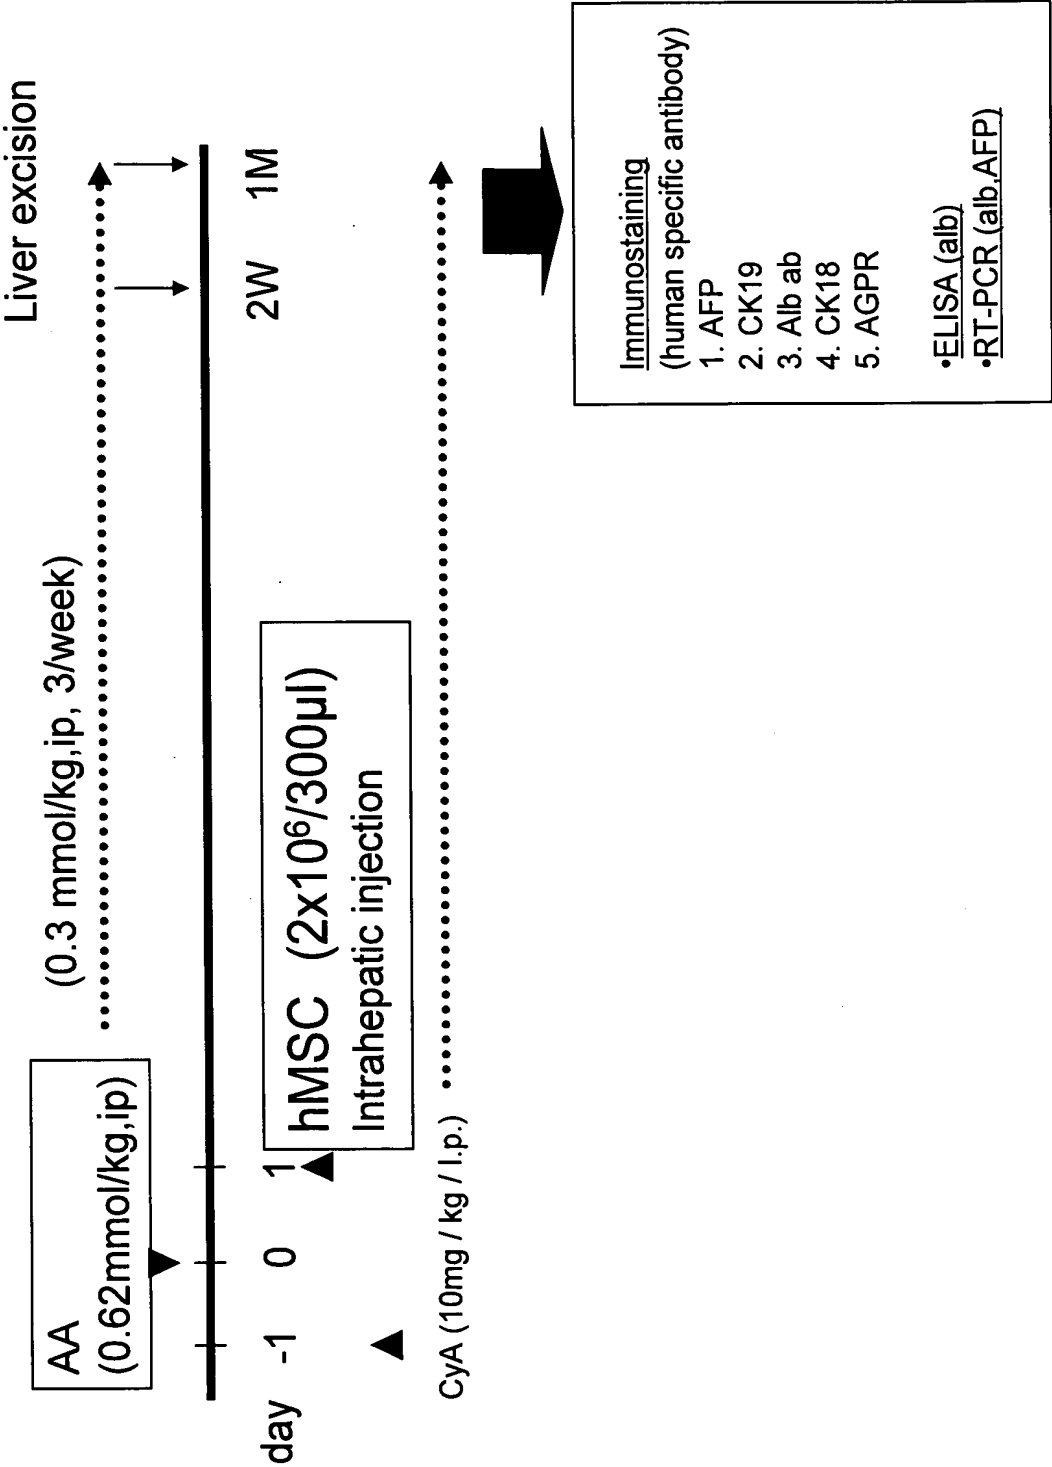 Liver excision
AA
(0.62mmol/kg,ip)
(0.3 mmol/kg,ip, 3/week)
day -1 0 1 2W 1M
hMSC (2x10⁶/300µl)
Intrahepatic injection
CyA (10mg / kg / I.p.)
Immunostaining
(human specific antibody)
1. AFP
2. CK19
3. Alb ab
4. CK18
5. AGPR
•ELISA (alb)
•RT-PCR (alb,AFP)